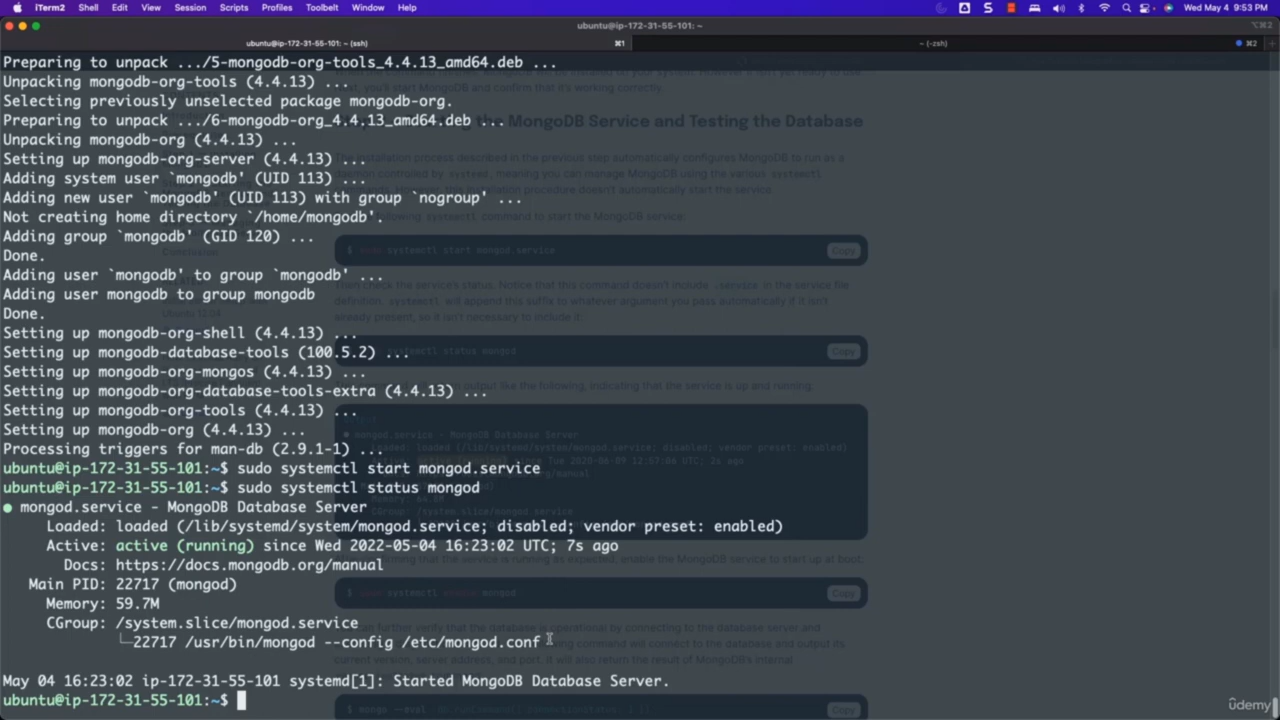 iTerm2 Shell Edit View Session Scripts Profiles Toolbelt Window Help Wed May 4 9:53 PM
ubuntu@ip-172-31-55-101: ~
ubuntu@ip-172-31-55-101: ~ (ssh) ⌘1 ~ (-zsh) ⌘2
Preparing to unpack .../5-mongodb-org-tools_4.4.13_amd64.deb ...
Unpacking mongodb-org-tools (4.4.13) ...
Selecting previously unselected package mongodb-org.
Preparing to unpack .../6-mongodb-org_4.4.13_amd64.deb ...
Unpacking mongodb-org (4.4.13) ...
Setting up mongodb-org-server (4.4.13) ...
Adding system user `mongodb' (UID 113) ...
Adding new user `mongodb' (UID 113) with group `nogroup' ...
Not creating home directory `/home/mongodb'.
Adding group `mongodb' (GID 120) ...
Done.
Adding user `mongodb' to group `mongodb' ...
Adding user mongodb to group mongodb
Done.
Setting up mongodb-org-shell (4.4.13) ...
Setting up mongodb-database-tools (100.5.2) ...
Setting up mongodb-org-mongos (4.4.13) ...
Setting up mongodb-org-database-tools-extra (4.4.13) ...
Setting up mongodb-org-tools (4.4.13) ...
Setting up mongodb-org (4.4.13) ...
Processing triggers for man-db (2.9.1-1) ...
ubuntu@ip-172-31-55-101:~$ sudo systemctl start mongod.service
ubuntu@ip-172-31-55-101:~$ sudo systemctl status mongod
● mongod.service - MongoDB Database Server
Loaded: loaded (/lib/systemd/system/mongod.service; disabled; vendor preset: enabled)
Active: active (running) since Wed 2022-05-04 16:23:02 UTC; 7s ago
Docs: https://docs.mongodb.org/manual
Main PID: 22717 (mongod)
Memory: 59.7M
CGroup: /system.slice/mongod.service
└─22717 /usr/bin/mongod --config /etc/mongod.conf
May 04 16:23:02 ip-172-31-55-101 systemd[1]: Started MongoDB Database Server.
ubuntu@ip-172-31-55-101:~$
the MongoDB Service and Testing the Database
Copy
Copy
Copy
Copy
udemy